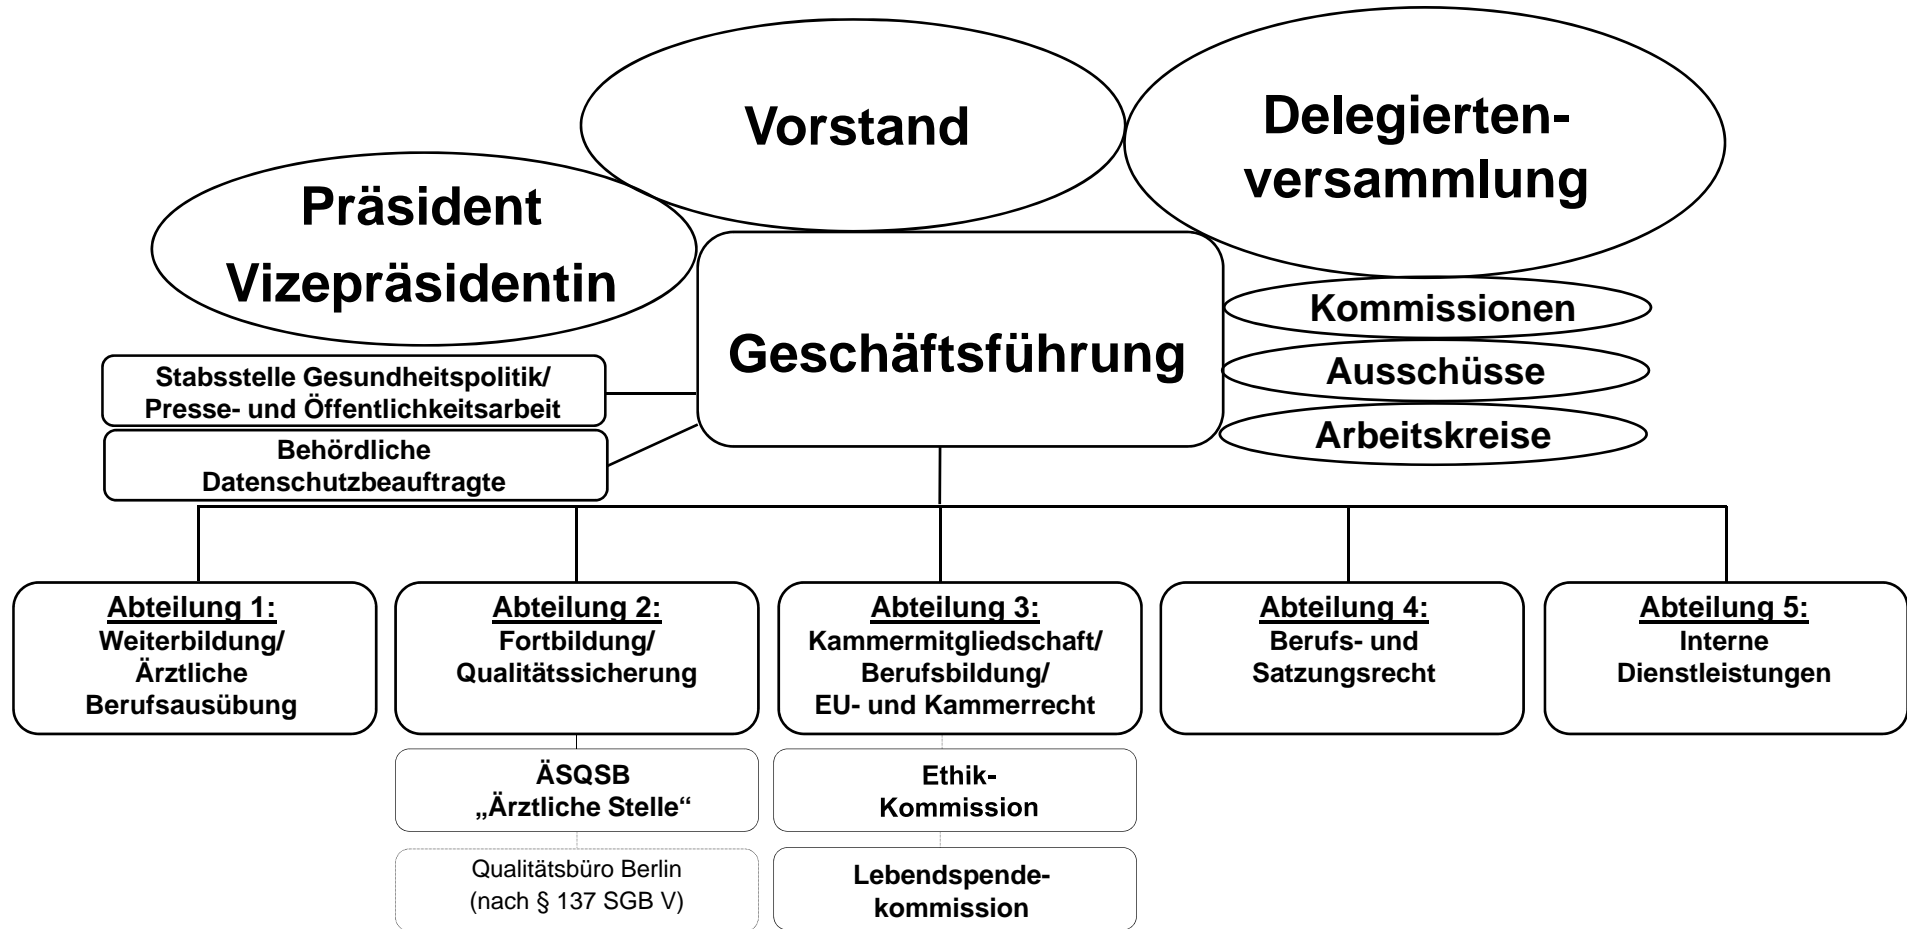 Vorstand
Delegierten-
versammlung
Präsident
Vizepräsidentin
Geschäftsführung
Kommissionen
Ausschüsse
Arbeitskreise
Stabsstelle Gesundheitspolitik/
Presse- und Öffentlichkeitsarbeit
Behördliche
Datenschutzbeauftragte
Abteilung 1:
Weiterbildung/
Ärztliche
Berufsausübung
Abteilung 2:
Fortbildung/
Qualitätssicherung
Abteilung 3:
Kammermitgliedschaft/
Berufsbildung/
EU- und Kammerrecht
Abteilung 4:
Berufs- und
Satzungsrecht
Abteilung 5:
Interne
Dienstleistungen
ÄSQSB
„Ärztliche Stelle“
Ethik-
Kommission
Qualitätsbüro Berlin
(nach § 137 SGB V)
Lebendspende-
kommission